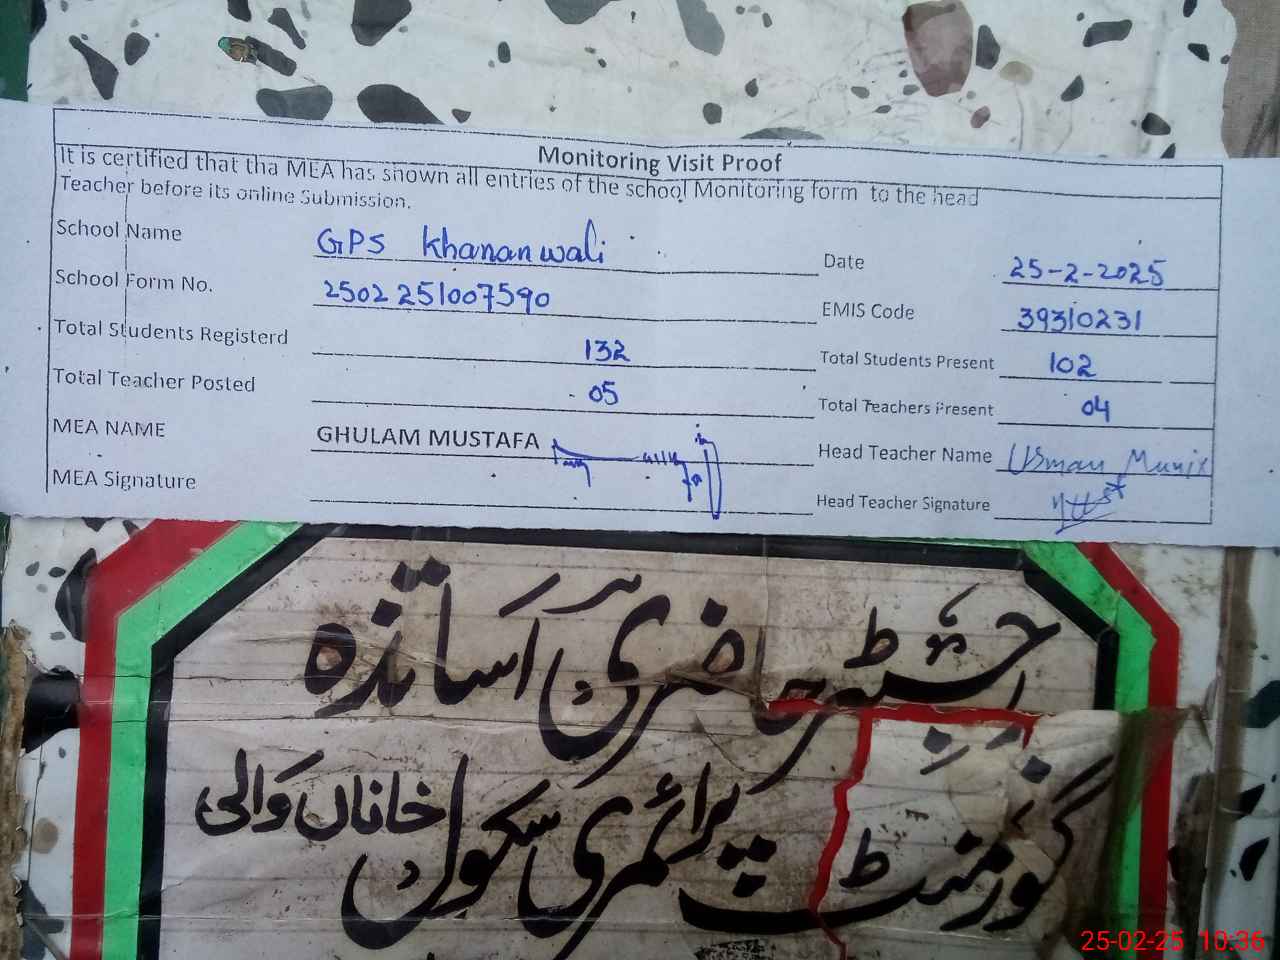 Monitoring Visit Proof
It is certified that tha MEA has snown all entries of the school Monitoring form to the head
Teacher before its online Submission.
School Name GPS Khananwali Date 25-2-2025
School Form No. 2502251007590 EMIS Code 39310231
Total Students Registerd 132 Total Students Present 102
Total Teacher Posted 05 Total Teachers Present 04
MEA NAME GHULAM MUSTAFA Head Teacher Name Usman Munir
MEA Signature Head Teacher Signature
رجسٹر حاضری اساتذہ
گورنمنٹ پرائمری سکول خاناں والی
25-02-25 10:36